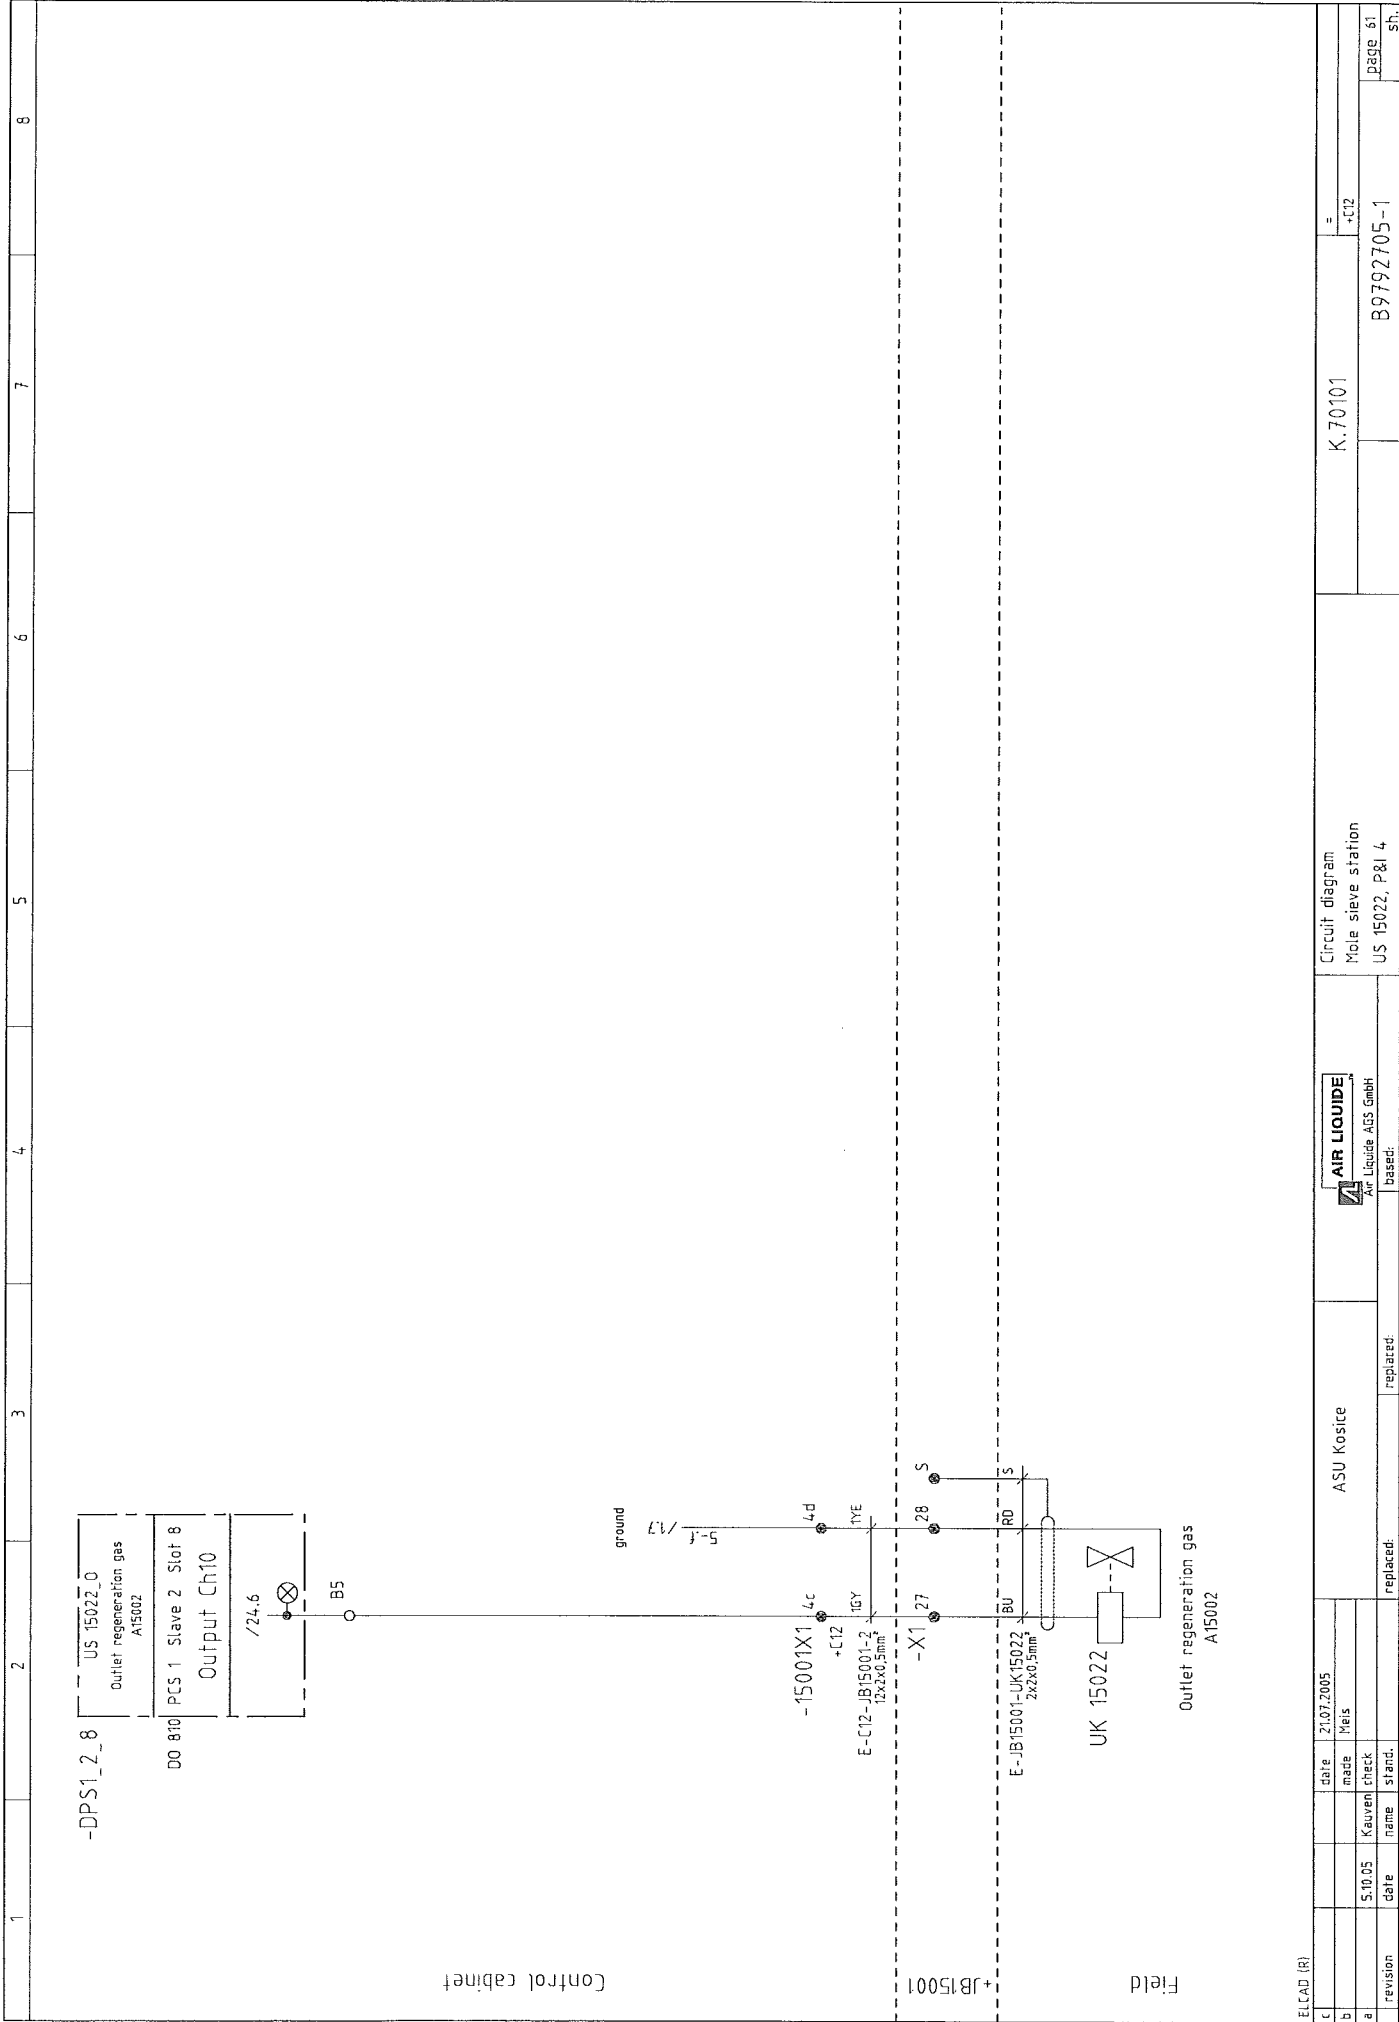 1 2 3 4 5 6 7 8
-DPS1_2_8
US 15022_O
Outlet regeneration gas
A15002
DO 810 PCS 1 Slave 2 Slot 8
Output Ch10
/24.6
B5
Control cabinet
ground
/1.7
-15001X1 4c 4d
+C12
1GY 1YE
E-C12-JB15001-2
12x2x0,5mm²
+JB15001
-X1 27 28 S
BU RD S
E-JB15001-UK15022
2x2x0,5mm²
Field
UK 15022
Outlet regeneration gas
A15002
ELCAD (R)
c
b
a 5.10.05 Kauven
revision date name
date 21.07.2005
made Meis
check
stand.
ASU Kosice
replaced:
replaced:
AIR LIQUIDE
Air Liquide AGS GmbH
based:
Circuit diagram
Mole sieve station
US 15022, P&I 4
K.70101
=
+C12
B9792705-1
page 61
sh.